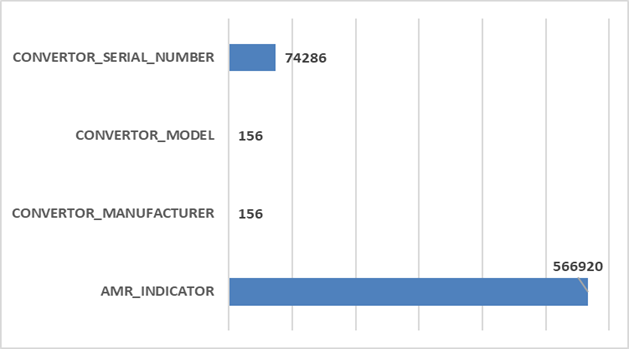 CONVERTOR_SERIAL_NUMBER 74286
CONVERTOR_MODEL 156
CONVERTOR_MANUFACTURER 156
566920
AMR_INDICATOR